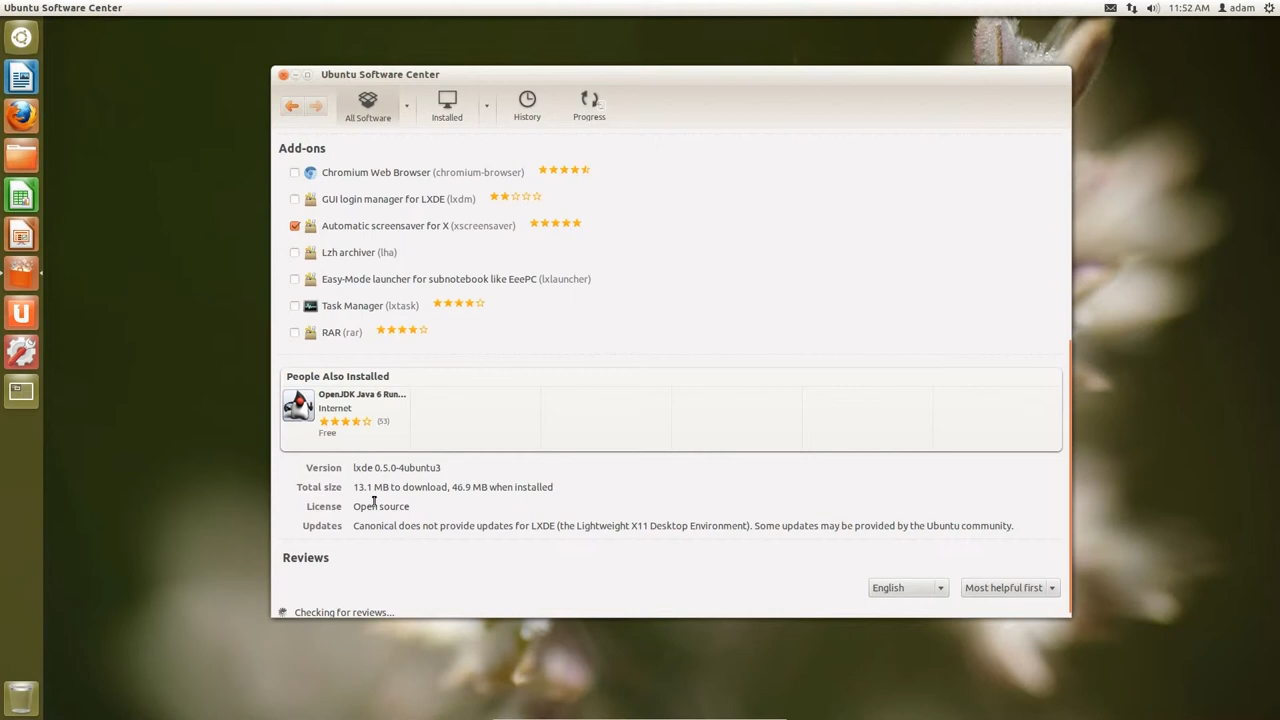 Ubuntu Software Center
11:52 AM
adam
Ubuntu Software Center
All Software
Installed
History
Progress
Add-ons
Chromium Web Browser (chromium-browser)
GUI login manager for LXDE (lxdm)
Automatic screensaver for X (xscreensaver)
Lzh archiver (lha)
Easy-Mode launcher for subnotebook like EeePC (lxlauncher)
Task Manager (lxtask)
RAR (rar)
People Also Installed
OpenJDK Java 6 Run...
Internet
(53)
Free
Version lxde 0.5.0-4ubuntu3
Total size 13.1 MB to download, 46.9 MB when installed
License Open source
Updates Canonical does not provide updates for LXDE (the Lightweight X11 Desktop Environment). Some updates may be provided by the Ubuntu community.
Reviews
English
Most helpful first
Checking for reviews...